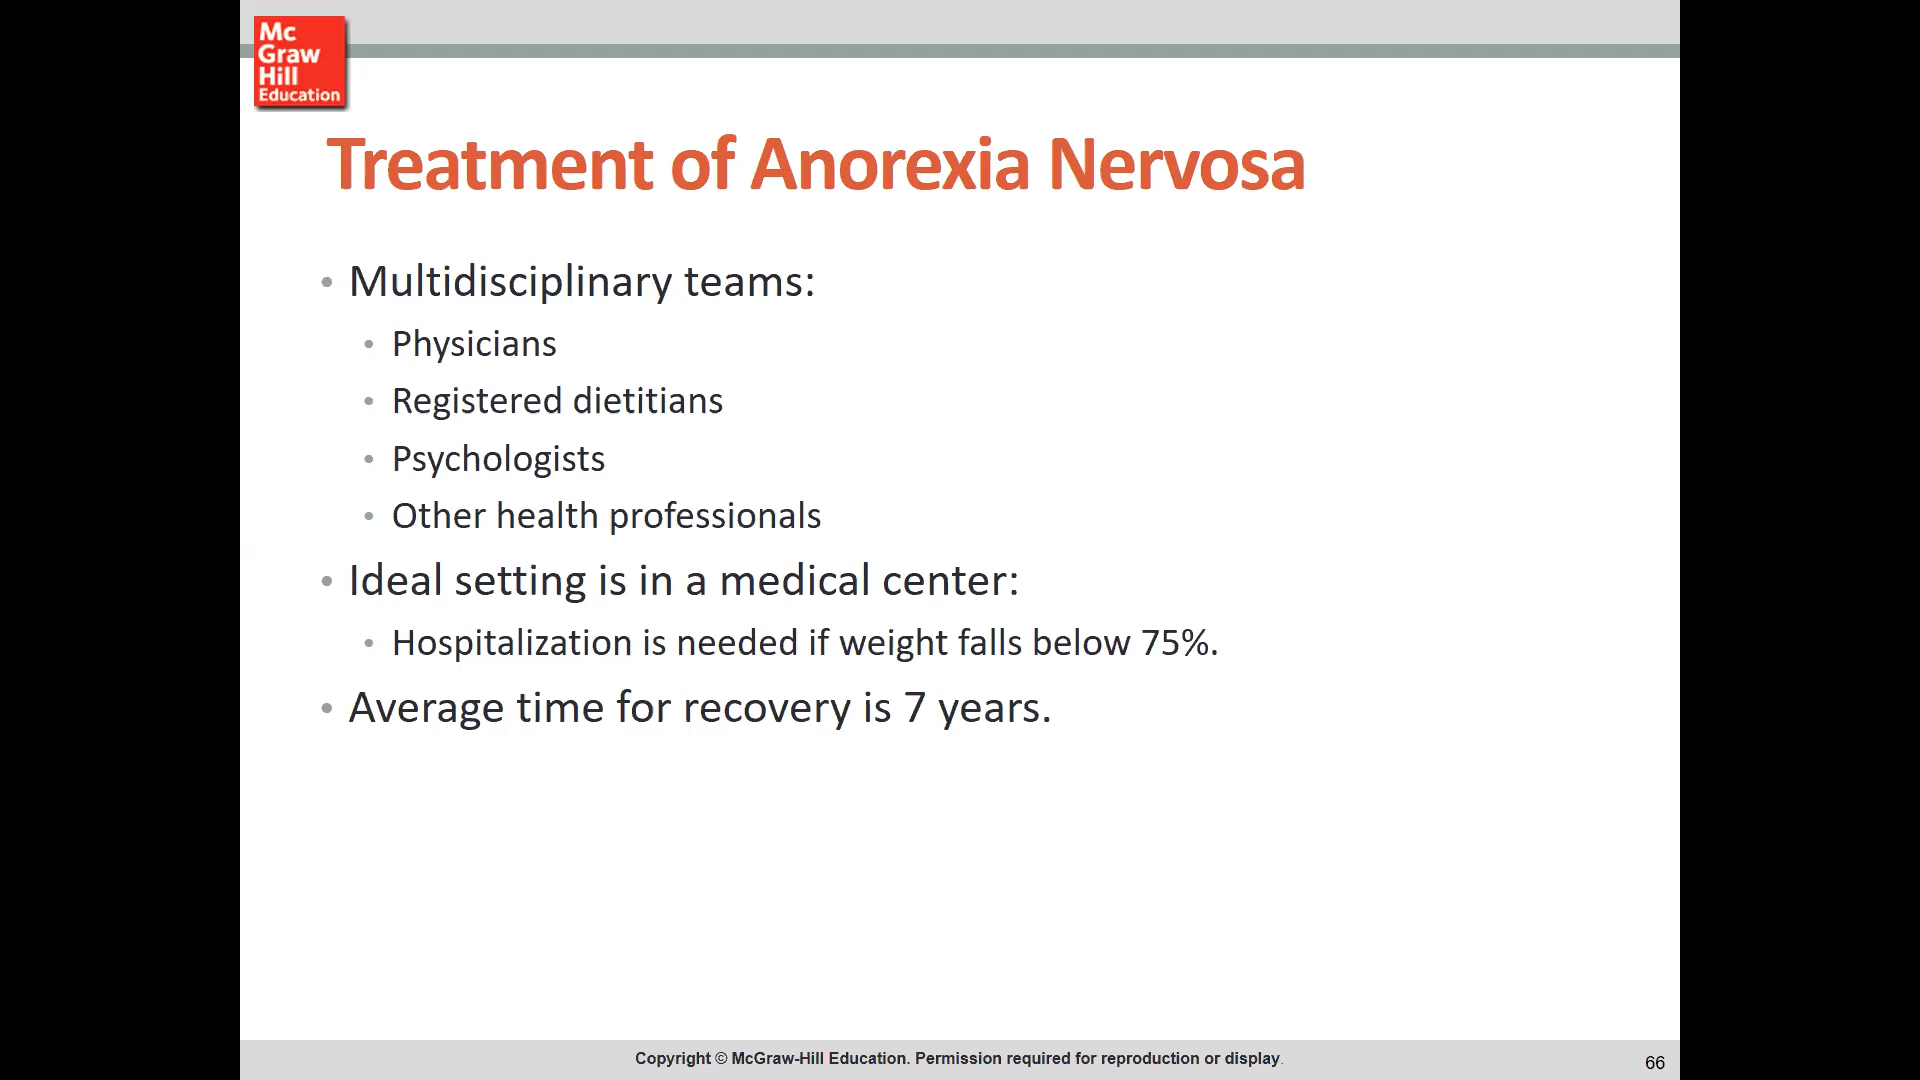 Mc
Graw
Hill
Education
Treatment of Anorexia Nervosa
• Multidisciplinary teams:
• Physicians
• Registered dietitians
• Psychologists
• Other health professionals
• Ideal setting is in a medical center:
• Hospitalization is needed if weight falls below 75%.
• Average time for recovery is 7 years.
Copyright © McGraw-Hill Education. Permission required for reproduction or display.
66